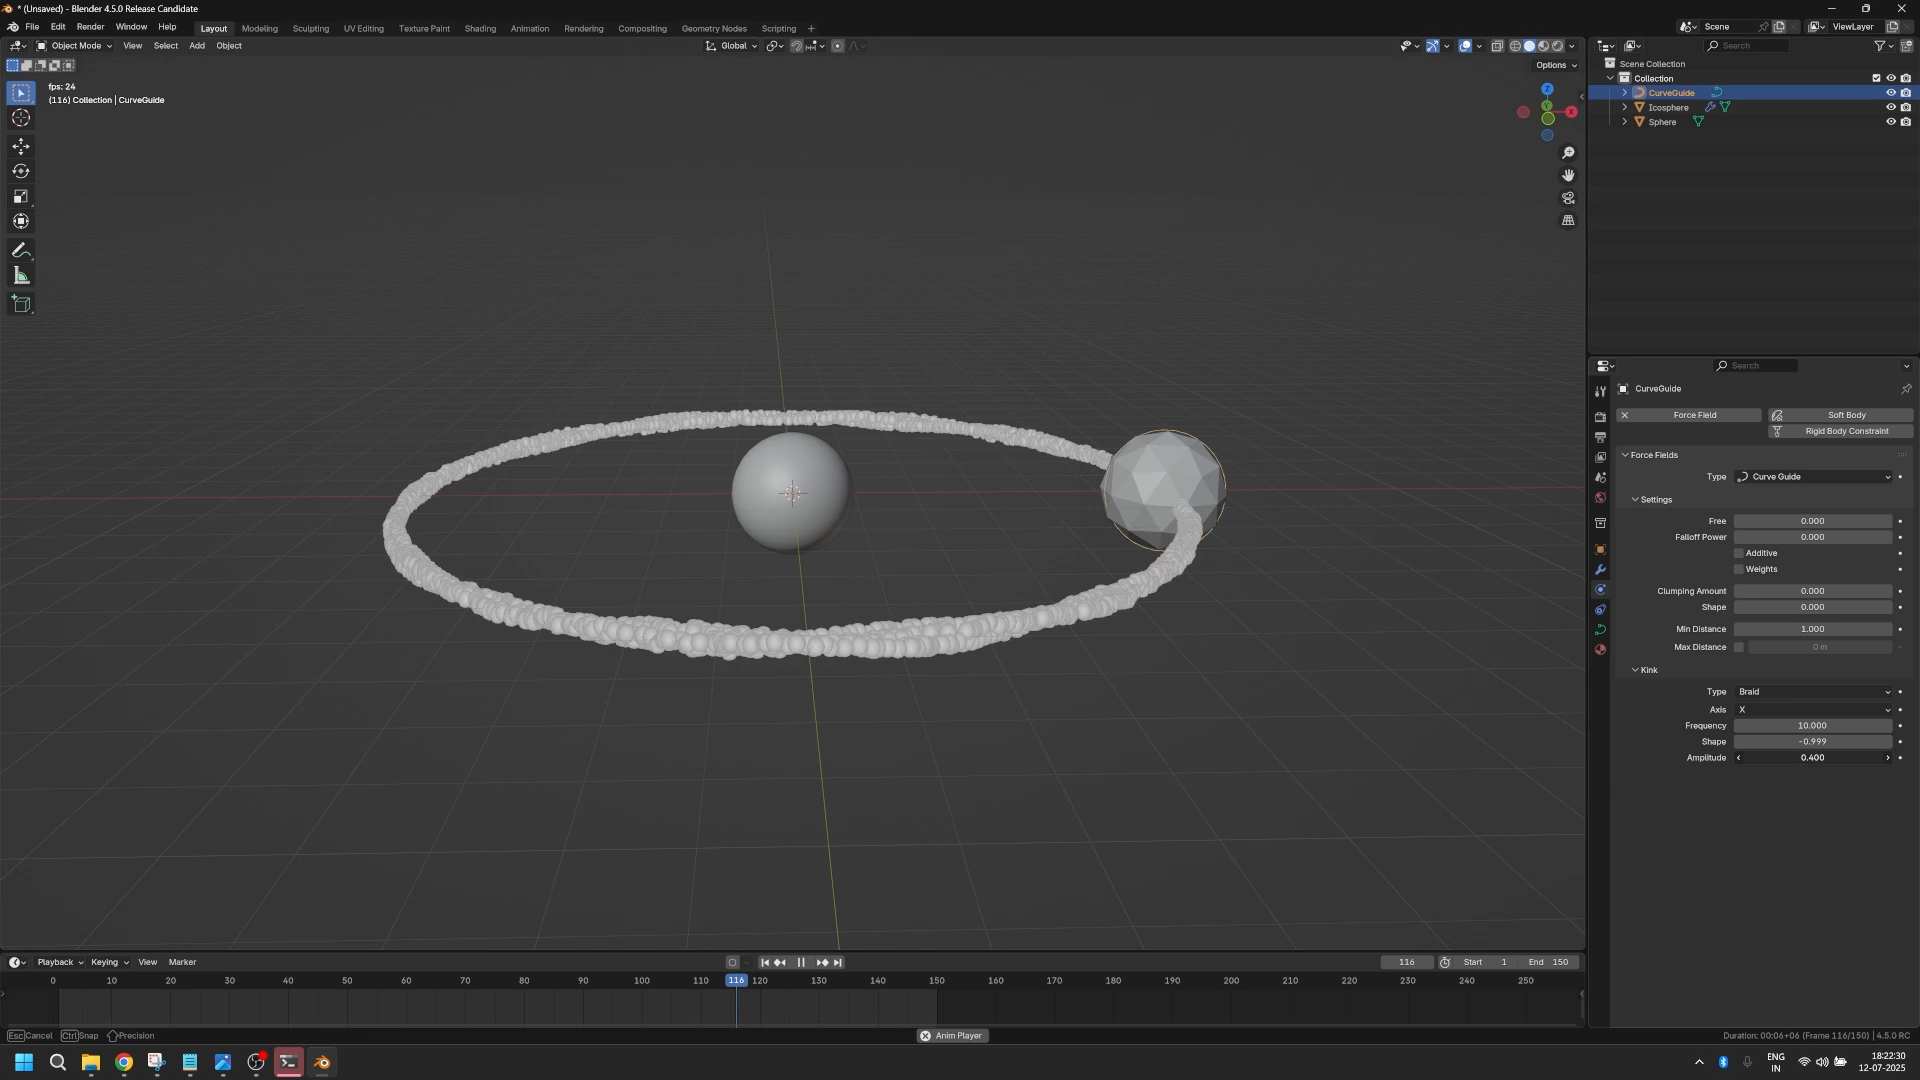 * (Unsaved) - Blender 4.5.0 Release Candidate
File Edit Render Window Help Layout Modeling Sculpting UV Editing Texture Paint Shading Animation Rendering Compositing Geometry Nodes Scripting + Scene ViewLayer
Object Mode View Select Add Object Global Search
Options
fps: 24
(116) Collection | CurveGuide
Z
Y
X
Scene Collection
Collection
CurveGuide
Icosphere
Sphere
Search
CurveGuide
Force Field Soft Body
Rigid Body Constraint
Force Fields
Type Curve Guide
Settings
Free 0.000
Falloff Power 0.000
Additive
Weights
Clumping Amount 0.000
Shape 0.000
Min Distance 1.000
Max Distance 0 m
Kink
Type Braid
Axis X
Frequency 10.000
Shape -0.999
Amplitude 0.400
Playback Keying View Marker 116 Start 1 End 150
0 10 20 30 40 50 60 70 80 90 100 110 116 120 130 140 150 160 170 180 190 200 210 220 230 240 250
Esc Cancel Ctrl Snap Precision Anim Player Duration: 00:06+06 (Frame 116/150) | 4.5.0 RC
ENG
IN
18:22:30
12-07-2025